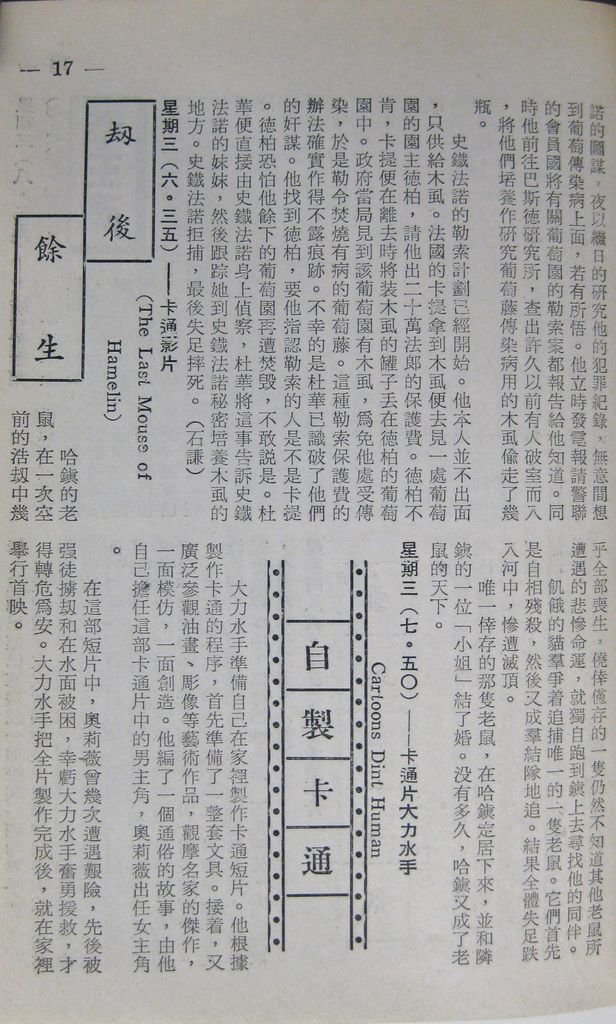 — 17 —
諾的圖謀，夜以繼日的研究他的犯罪紀錄，無意間想
到葡萄傳染病上面，若有所悟。他立時發電報請警聯
的會員國將有關葡萄園的勒索案都報告給他知道。同
時他前往巴斯德研究所，查出許久以前有人破室而入
，將他們培養作研究葡萄藤傳染病用的木虱偷走了幾
瓶。
史鐵法諾的勒索計劃已經開始。他本人並不出面
，只供給木虱。法國的卡提拿到木虱便去見一處葡萄
園的園主德柏，請他出二十萬法郎的保護費。德柏不
肯，卡提便在離去時將装木虱的罐子丟在德柏的葡萄
園中。政府當局見到該葡萄園有木虱，爲免他處受傳
染，於是勒令焚燒有病的葡萄藤。這種勒索保護費的
辦法確實作得不露痕跡。不幸的是杜華已識破了他們
的奸謀。他找到德柏，要他指認勒索的人是不是卡提
。德柏恐怕他餘下的葡萄園再遭焚毀，不敢說是。杜
華便直接由史鐵法諾身上偵察，杜華將這事告訴史鐵
法諾的妹妹，然後跟踪她到史鐵法諾秘密培養木虱的
地方。史鐵法諾拒捕，最後失足摔死。（石謙）
星期三（六·三五）——卡通影片
劫後
餘生
(The Last Mouse of
Hamelin)
哈鎭的老
鼠，在一次空
前的浩劫中幾
乎全部喪生，僥倖僅存的一隻仍然不知道其他老鼠所
遭遇的悲慘命運，就獨自跑到鎭上去尋找他的同伴。
飢餓的貓羣爭着追捕唯一的一隻老鼠。它們首先
是自相殘殺，然後又成羣結隊地追。結果全體失足跌
入河中，慘遭滅頂。
唯一倖存的那隻老鼠，在哈鎭定居下來，並和隣
鎭的一位「小姐」結了婚。没有多久，哈鎭又成了老
鼠的天下。
星期三（七·五〇）——卡通片大力水手
Cartoons Dint Human
自製卡通
大力水手準備自己在家裡製作卡通短片。他根據
製作卡通的程序，首先準備了一整套文具。接着，又
廣泛參觀油畫、彫像等藝術作品，觀摩名家的傑作，
一面模仿，一面創造。他編了一個通俗的故事，由他
自己擔任這部卡通片中的男主角，奧莉薇出任女主角
。
在這部短片中，奧莉薇曾幾次遭遇艱險，先後被
强徒擄刧和在水面被困，幸虧大力水手奮勇援救，才
得轉危爲安。大力水手把全片製作完成後，就在家裡
舉行首映。